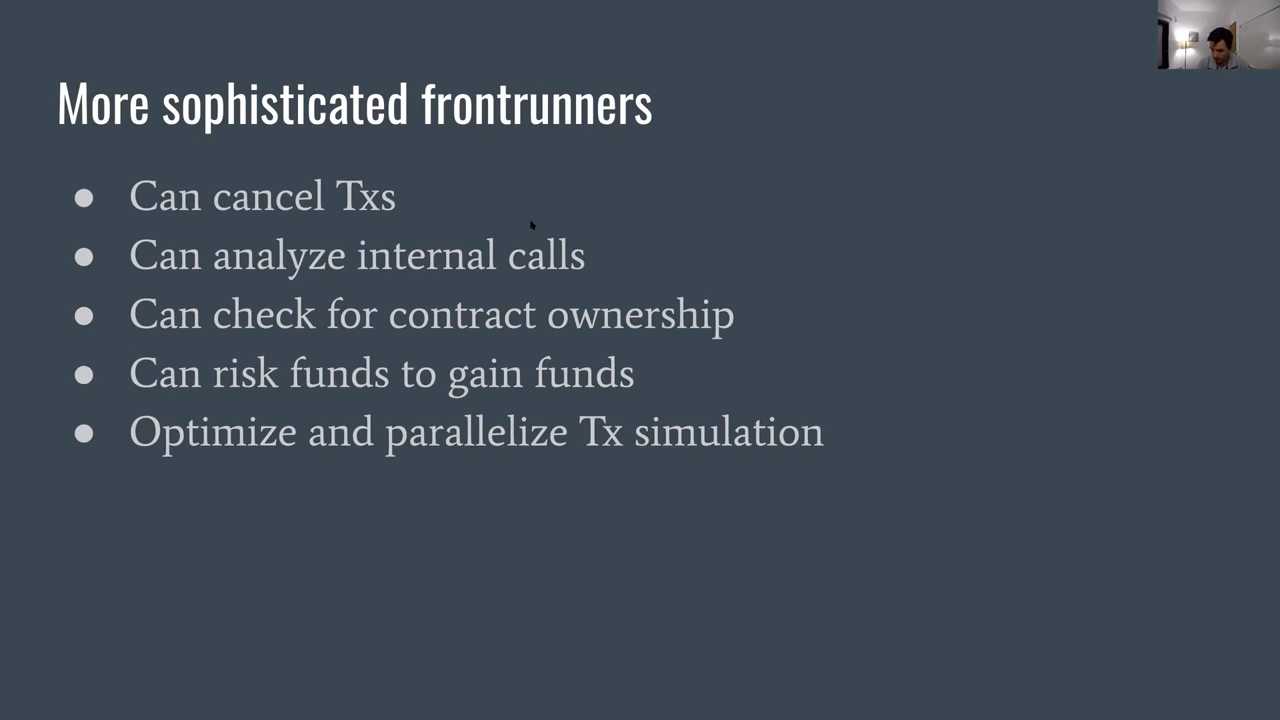 More sophisticated frontrunners
● Can cancel Txs
● Can analyze internal calls
● Can check for contract ownership
● Can risk funds to gain funds
● Optimize and parallelize Tx simulation